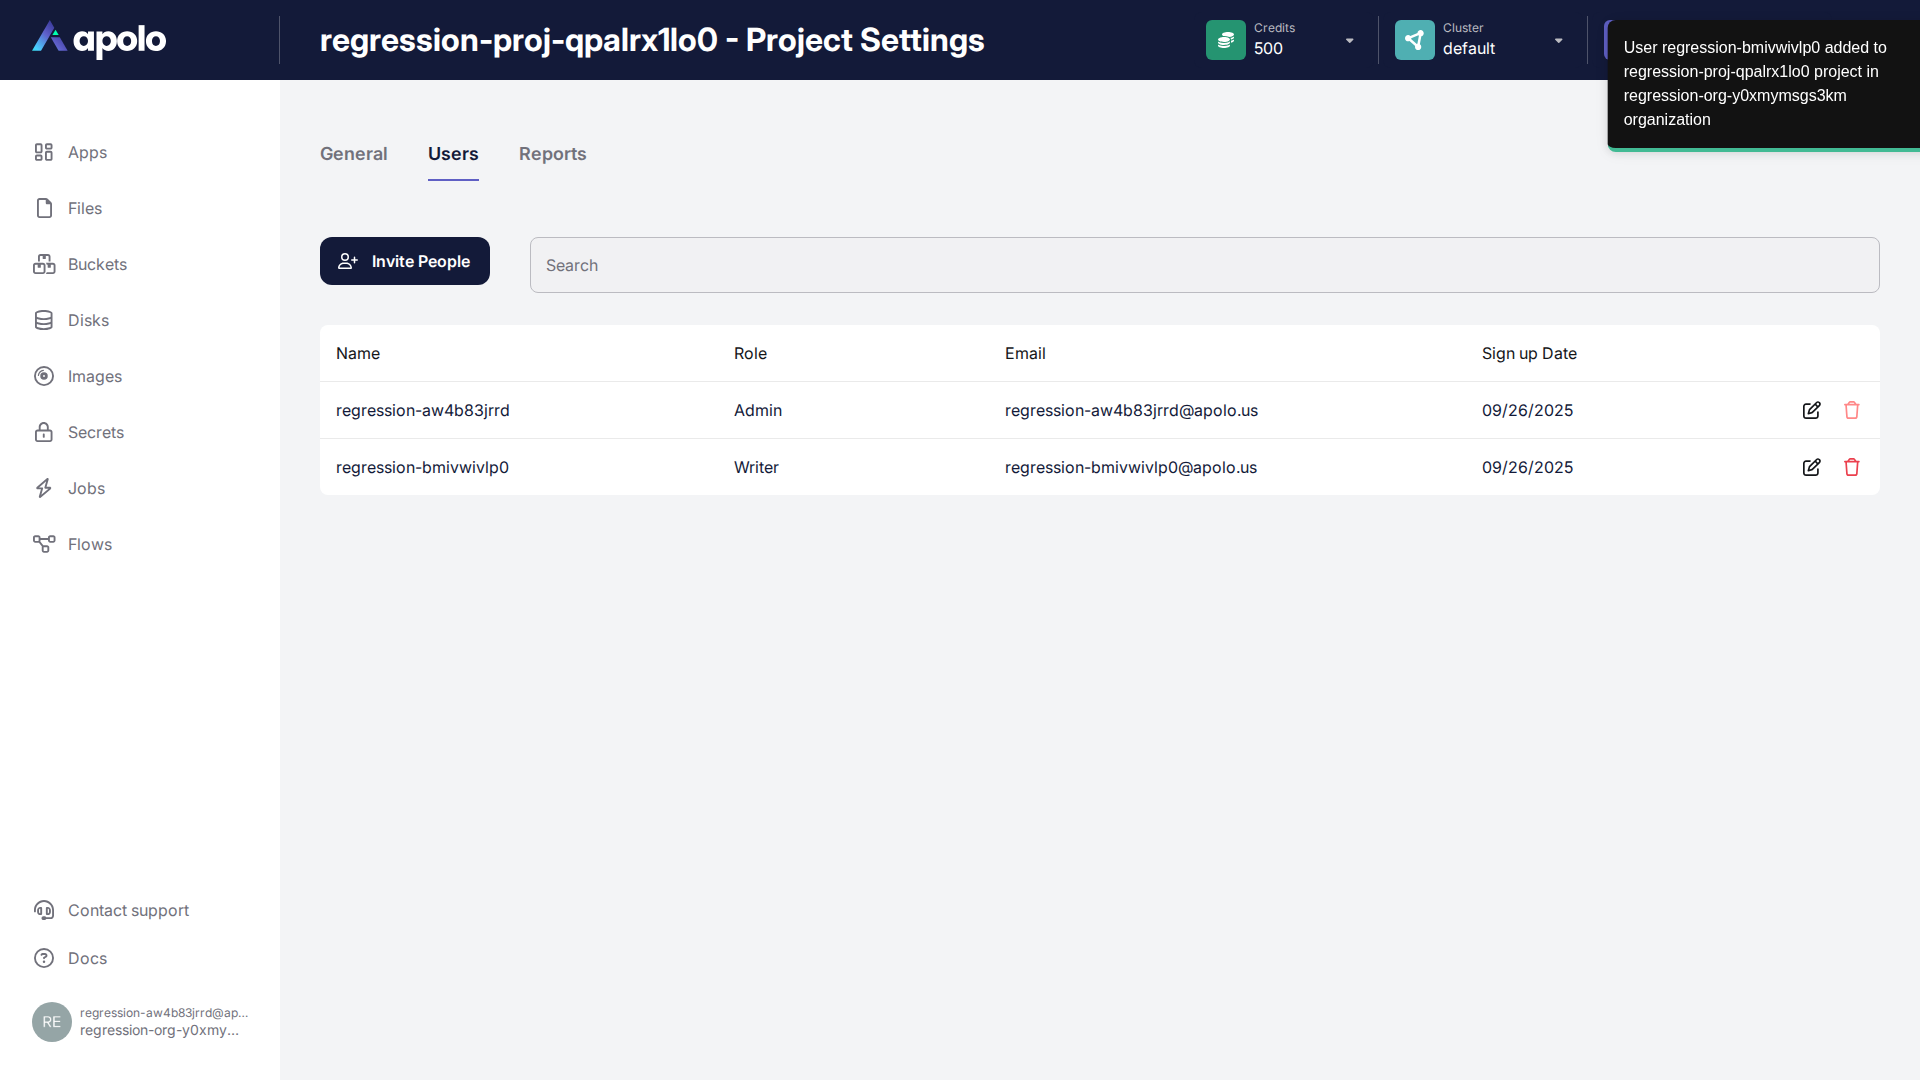 apolo
regression-proj-qpalrx1lo0 - Project Settings
Credits
500
Cluster
default
User regression-bmivwivlp0 added to
regression-proj-qpalrx1lo0 project in
regression-org-y0xmymsgs3km
organization
Apps
Files
Buckets
Disks
Images
Secrets
Jobs
Flows
General
Users
Reports
Invite People
Search
Name Role Email Sign up Date
regression-aw4b83jrrd Admin regression-aw4b83jrrd@apolo.us 09/26/2025
regression-bmivwivlp0 Writer regression-bmivwivlp0@apolo.us 09/26/2025
Contact support
Docs
RE
regression-aw4b83jrrd@ap...
regression-org-y0xmy...